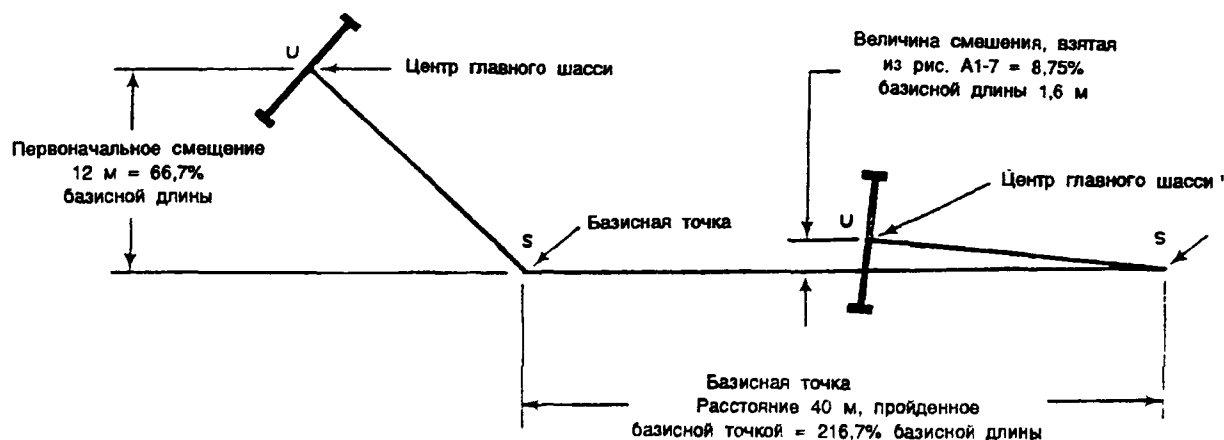 U
Центр главного шасси
Первоначальное смещение
12 м = 66,7%
базисной длины
S
Базисная точка
Величина смешения, взятая
из рис. А1-7 = 8,75%
базисной длины 1,6 м
Центр главного шасси
U
S
Базисная точка
Расстояние 40 м, пройденное
базисной точкой = 216,7% базисной длины